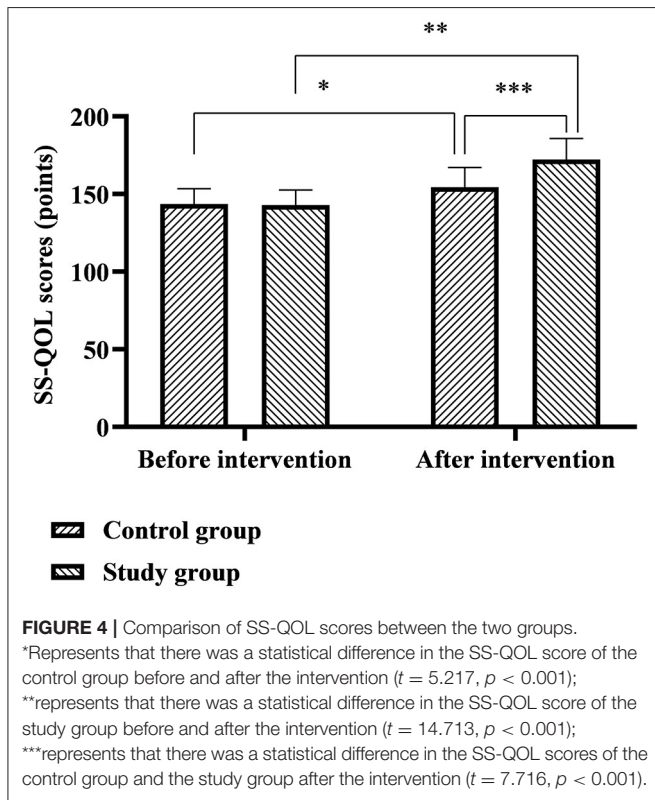 **
*
***
200
150
100
50
0
SS-QOL scores (points)
Before intervention
After intervention
Control group
Study group
FIGURE 4 | Comparison of SS-QOL scores between the two groups.
*Represents that there was a statistical difference in the SS-QOL score of the
control group before and after the intervention (t = 5.217, p < 0.001);
**represents that there was a statistical difference in the SS-QOL score of the
study group before and after the intervention (t = 14.713, p < 0.001);
***represents that there was a statistical difference in the SS-QOL scores of the
control group and the study group after the intervention (t = 7.716, p < 0.001).